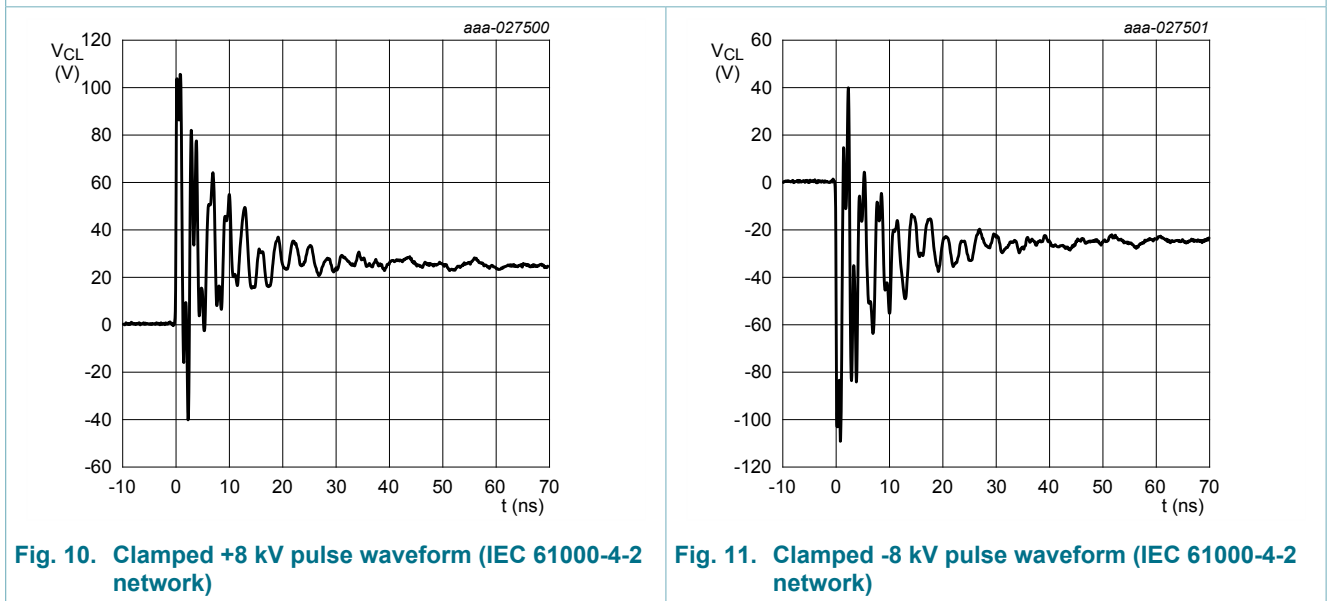 aaa-027500
V_CL
(V)
120
100
80
60
40
20
0
-20
-40
-60
-10 0 10 20 30 40 50 60 70
t (ns)
Fig. 10. Clamped +8 kV pulse waveform (IEC 61000-4-2
network)
aaa-027501
V_CL
(V)
60
40
20
0
-20
-40
-60
-80
-100
-120
-10 0 10 20 30 40 50 60 70
t (ns)
Fig. 11. Clamped -8 kV pulse waveform (IEC 61000-4-2
network)